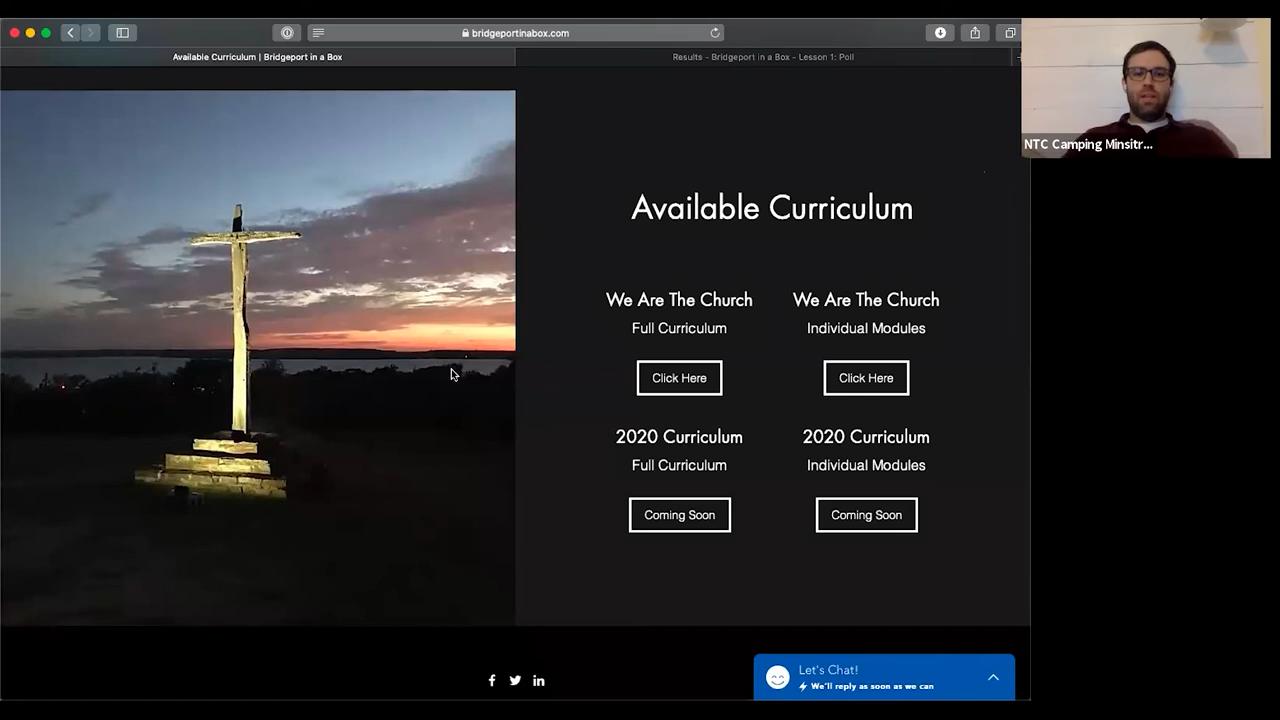 bridgeportinabox.com
Available Curriculum | Bridgeport in a Box
Results - Bridgeport in a Box - Lesson 1: Poll
NTC Camping Minsitr...
Available Curriculum
We Are The Church
Full Curriculum
Click Here
We Are The Church
Individual Modules
Click Here
2020 Curriculum
Full Curriculum
Coming Soon
2020 Curriculum
Individual Modules
Coming Soon
Let's Chat!
We'll reply as soon as we can